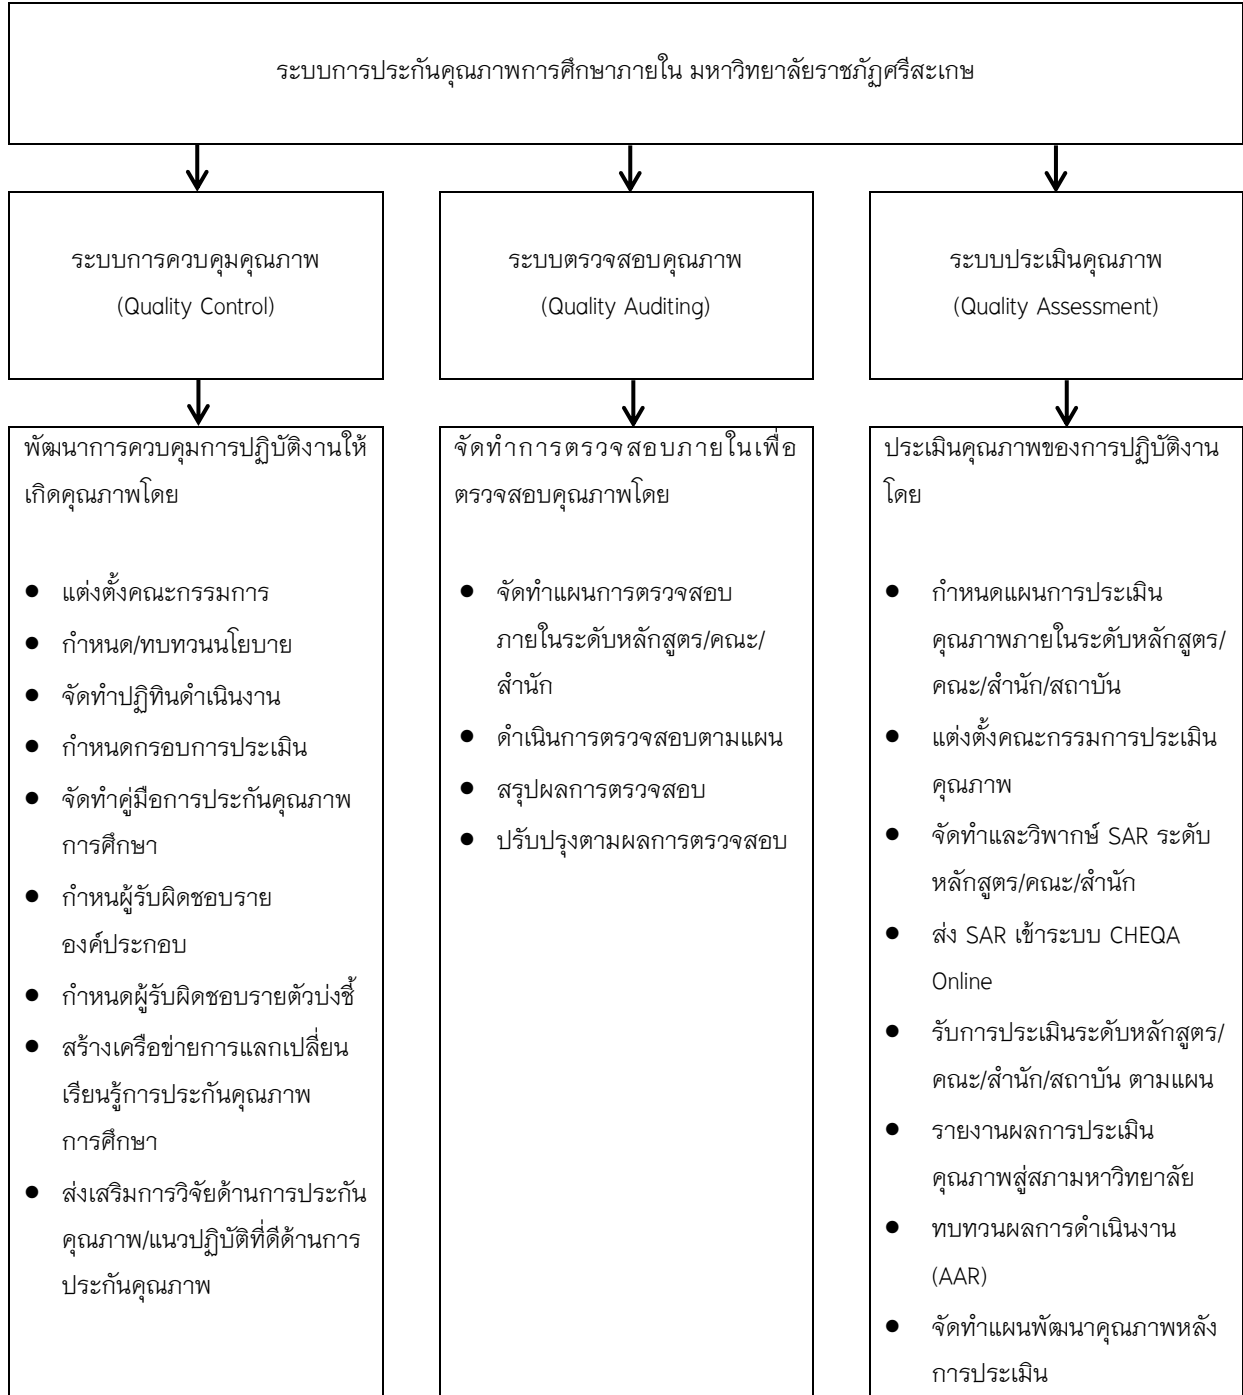 ระบบการประกันคุณภาพการศึกษาภายใน มหาวิทยาลัยราชภัฏศรีสะเกษ
ระบบการควบคุมคุณภาพ
(Quality Control)
ระบบตรวจสอบคุณภาพ
(Quality Auditing)
ระบบประเมินคุณภาพ
(Quality Assessment)
พัฒนาการควบคุมการปฏิบัติงานให้
เกิดคุณภาพโดย
● แต่งตั้งคณะกรรมการ
● กำหนด/ทบทวนนโยบาย
● จัดทำปฏิทินดำเนินงาน
● กำหนดกรอบการประเมิน
● จัดทำคู่มือการประกันคุณภาพ
การศึกษา
● กำหนผู้รับผิดชอบราย
องค์ประกอบ
● กำหนดผู้รับผิดชอบรายตัวบ่งชี้
● สร้างเครือข่ายการแลกเปลี่ยน
เรียนรู้การประกันคุณภาพ
การศึกษา
● ส่งเสริมการวิจัยด้านการประกัน
คุณภาพ/แนวปฏิบัติที่ดีด้านการ
ประกันคุณภาพ
จัดทำการตรวจสอบภายในเพื่อ
ตรวจสอบคุณภาพโดย
● จัดทำแผนการตรวจสอบ
ภายในระดับหลักสูตร/คณะ/
สำนัก
● ดำเนินการตรวจสอบตามแผน
● สรุปผลการตรวจสอบ
● ปรับปรุงตามผลการตรวจสอบ
ประเมินคุณภาพของการปฏิบัติงาน
โดย
● กำหนดแผนการประเมิน
คุณภาพภายในระดับหลักสูตร/
คณะ/สำนัก/สถาบัน
● แต่งตั้งคณะกรรมการประเมิน
คุณภาพ
● จัดทำและวิพากษ์ SAR ระดับ
หลักสูตร/คณะ/สำนัก
● ส่ง SAR เข้าระบบ CHEQA
Online
● รับการประเมินระดับหลักสูตร/
คณะ/สำนัก/สถาบัน ตามแผน
● รายงานผลการประเมิน
คุณภาพสู่สภามหาวิทยาลัย
● ทบทวนผลการดำเนินงาน
(AAR)
● จัดทำแผนพัฒนาคุณภาพหลัง
การประเมิน